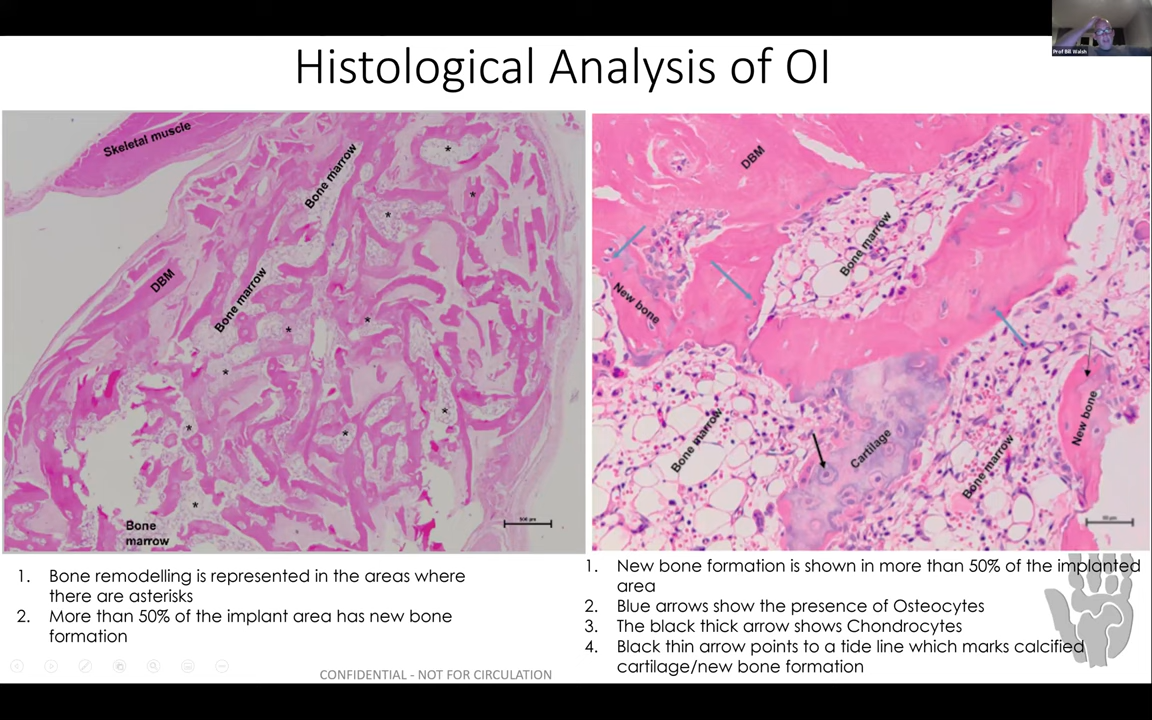 Prof Bill Walsh
Histological Analysis of OI
Skeletal muscle
Bone marrow
*
*
*
DBM
Bone marrow
*
*
*
*
*
*
*
Bone
marrow
DBM
Bone marrow
New bone
Bone marrow
Cartilage
Bone marrow
New bone
1. Bone remodelling is represented in the areas where
there are asterisks
2. More than 50% of the implant area has new bone
formation
1. New bone formation is shown in more than 50% of the implanted
area
2. Blue arrows show the presence of Osteocytes
3. The black thick arrow shows Chondrocytes
4. Black thin arrow points to a tide line which marks calcified
cartilage/new bone formation
CONFIDENTIAL - NOT FOR CIRCULATION